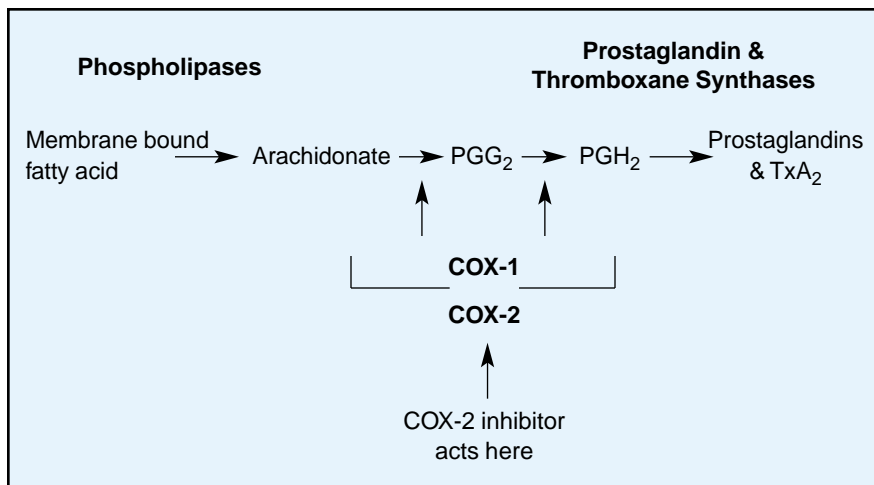 Phospholipases
Prostaglandin &
Thromboxane Synthases
Membrane bound
fatty acid
Arachidonate
PGG₂
PGH₂
Prostaglandins
& TxA₂
COX-1
COX-2
COX-2 inhibitor
acts here